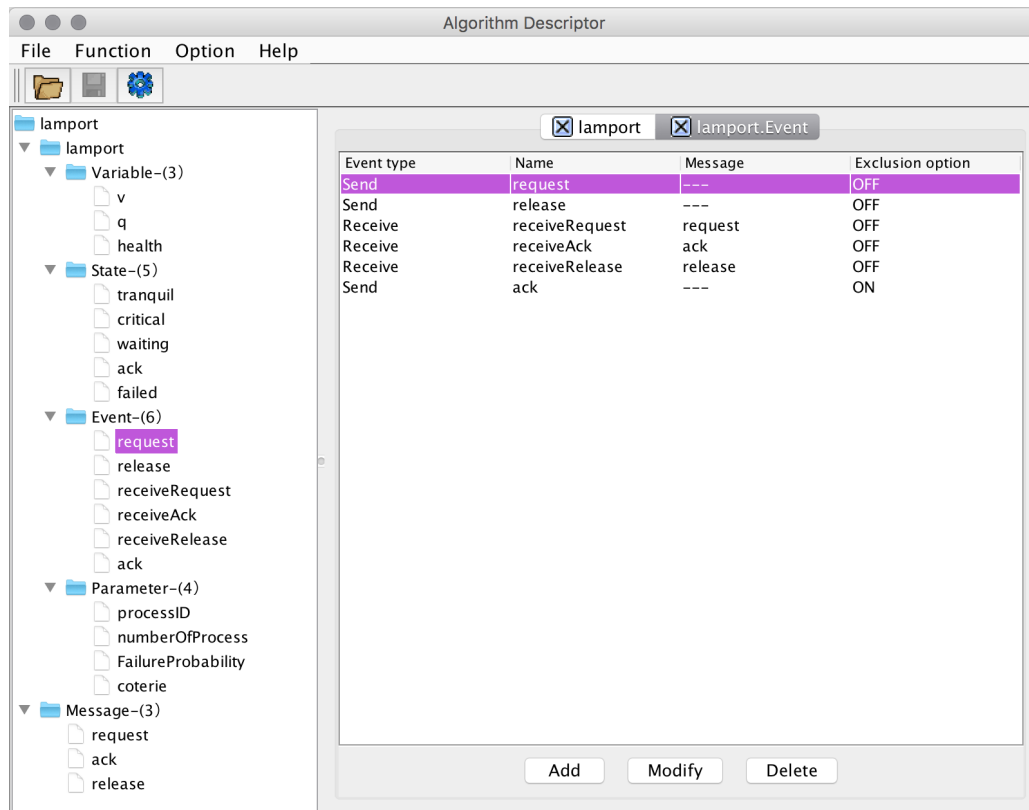 Algorithm Descriptor
File Function Option Help
lamport
lamport
Variable-(3)
v
q
health
State-(5)
tranquil
critical
waiting
ack
failed
Event-(6)
request
release
receiveRequest
receiveAck
receiveRelease
ack
Parameter-(4)
processID
numberOfProcess
FailureProbability
coterie
Message-(3)
request
ack
release
lamport lamport.Event
Event type Name Message Exclusion option
Send request --- OFF
Send release --- OFF
Receive receiveRequest request OFF
Receive receiveAck ack OFF
Receive receiveRelease release OFF
Send ack --- ON
Add Modify Delete